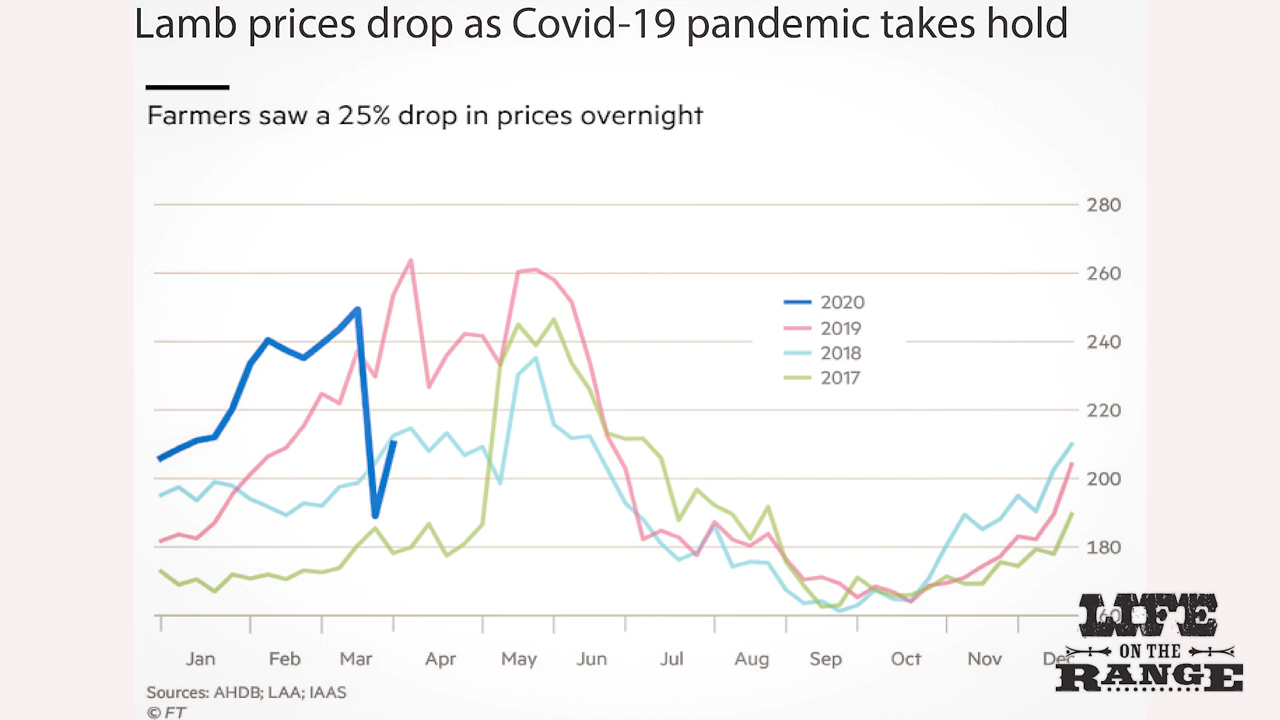 Lamb prices drop as Covid-19 pandemic takes hold
Farmers saw a 25% drop in prices overnight
280
260
240
220
200
180
2020
2019
2018
2017
Jan Feb Mar Apr May Jun Jul Aug Sep Oct Nov Dec
Sources: AHDB; LAA; IAAS
© FT
LIFE
ON THE
RANGE